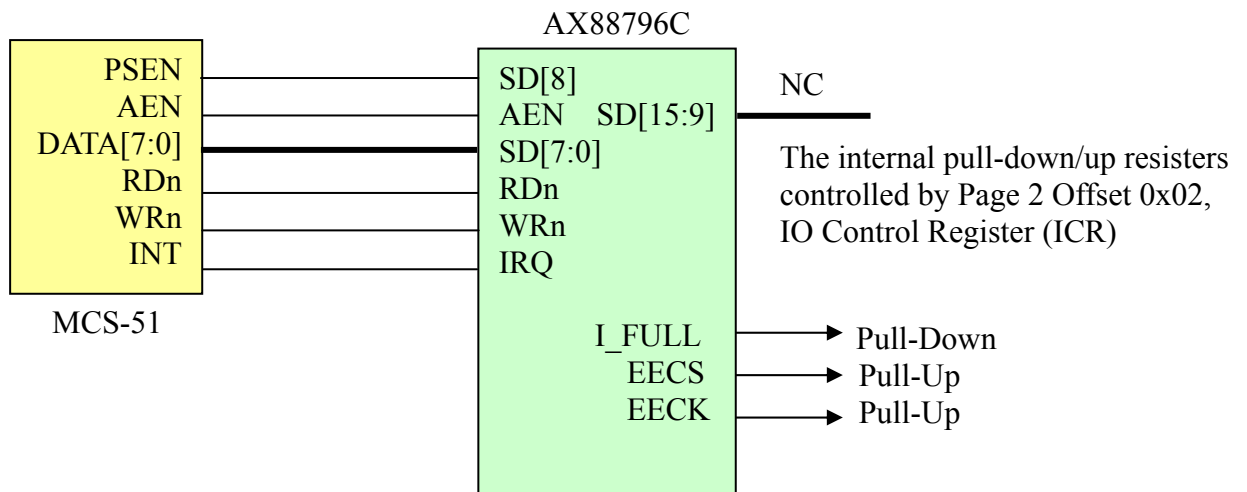 AX88796C
PSEN
AEN
DATA[7:0]
RDn
WRn
INT
MCS-51
SD[8]
AEN SD[15:9]
SD[7:0]
RDn
WRn
IRQ
I_FULL
EECS
EECK
NC
The internal pull-down/up resisters
controlled by Page 2 Offset 0x02,
IO Control Register (ICR)
Pull-Down
Pull-Up
Pull-Up